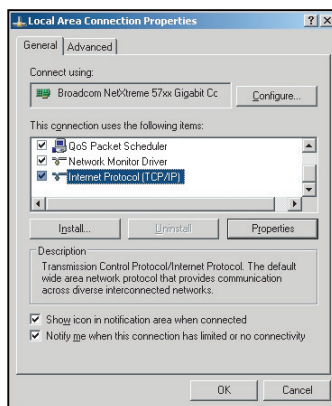 Local Area Connection Properties
General Advanced
Connect using:
Broadcom NetXtreme 57xx Gigabit Cc
Configure...
This connection uses the following items:
QoS Packet Scheduler
Network Monitor Driver
Internet Protocol (TCP/IP)
Install... Uninstall Properties
Description
Transmission Control Protocol/Internet Protocol. The default
wide area network protocol that provides communication
across diverse interconnected networks.
Show icon in notification area when connected
Notify me when this connection has limited or no connectivity
OK Cancel